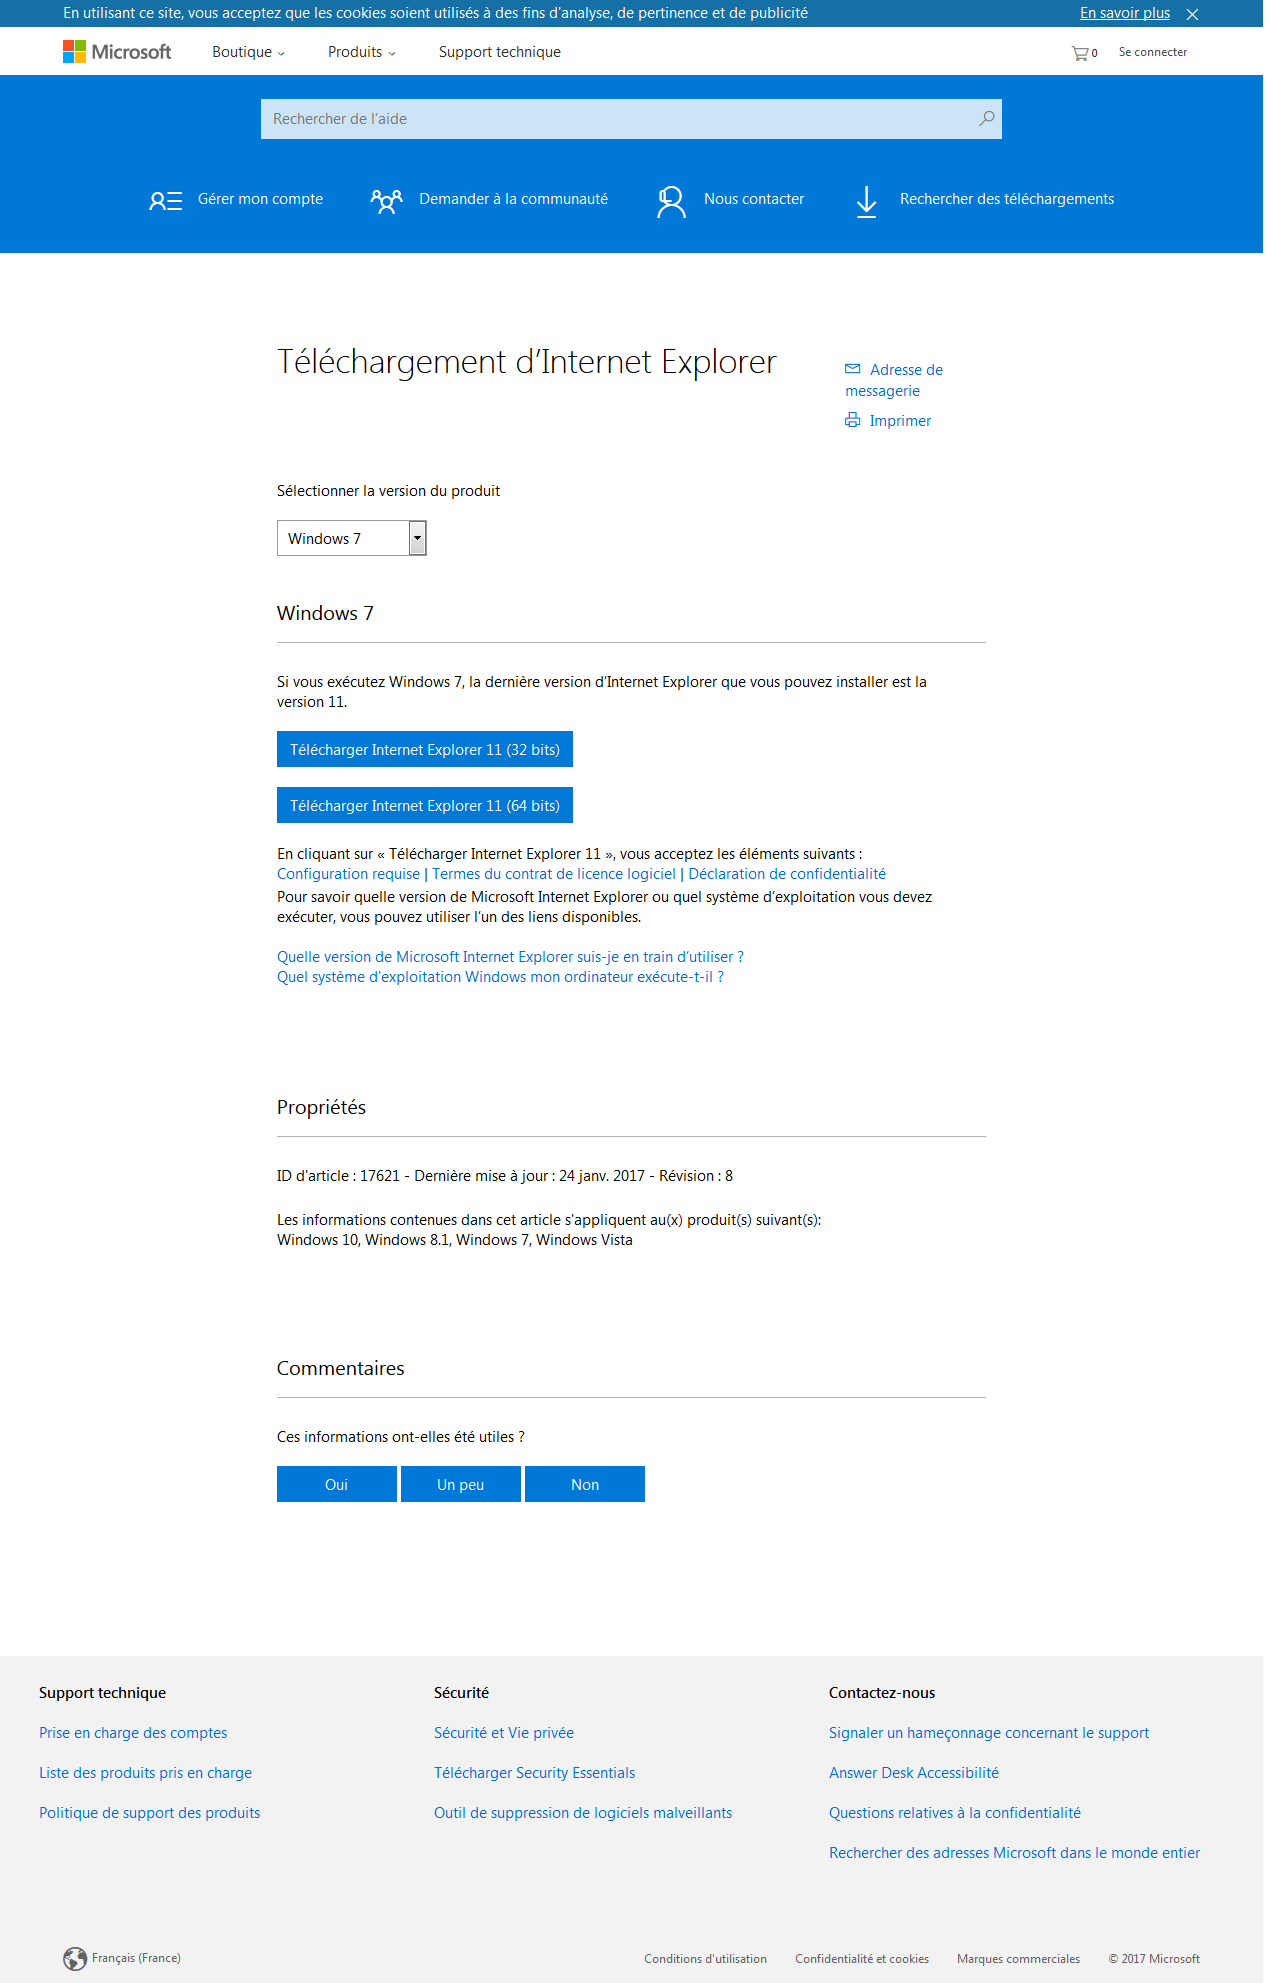 En utilisant ce site, vous acceptez que les cookies soient utilisés à des fins d'analyse, de pertinence et de publicité En savoir plus
Microsoft Boutique Produits Support technique 0 Se connecter
Rechercher de l'aide
Gérer mon compte Demander à la communauté Nous contacter Rechercher des téléchargements
Téléchargement d’Internet Explorer
Adresse de
messagerie
Imprimer
Sélectionner la version du produit
Windows 7
Windows 7
Si vous exécutez Windows 7, la dernière version d’Internet Explorer que vous pouvez installer est la
version 11.
Télécharger Internet Explorer 11 (32 bits)
Télécharger Internet Explorer 11 (64 bits)
En cliquant sur « Télécharger Internet Explorer 11 », vous acceptez les éléments suivants :
Configuration requise | Termes du contrat de licence logiciel | Déclaration de confidentialité
Pour savoir quelle version de Microsoft Internet Explorer ou quel système d’exploitation vous devez
exécuter, vous pouvez utiliser l’un des liens disponibles.
Quelle version de Microsoft Internet Explorer suis-je en train d’utiliser ?
Quel système d’exploitation Windows mon ordinateur exécute-t-il ?
Propriétés
ID d'article : 17621 - Dernière mise à jour : 24 janv. 2017 - Révision : 8
Les informations contenues dans cet article s'appliquent au(x) produit(s) suivant(s):
Windows 10, Windows 8.1, Windows 7, Windows Vista
Commentaires
Ces informations ont-elles été utiles ?
Oui Un peu Non
Support technique
Prise en charge des comptes
Liste des produits pris en charge
Politique de support des produits
Sécurité
Sécurité et Vie privée
Télécharger Security Essentials
Outil de suppression de logiciels malveillants
Contactez-nous
Signaler un hameçonnage concernant le support
Answer Desk Accessibilité
Questions relatives à la confidentialité
Rechercher des adresses Microsoft dans le monde entier
Français (France) Conditions d'utilisation Confidentialité et cookies Marques commerciales © 2017 Microsoft